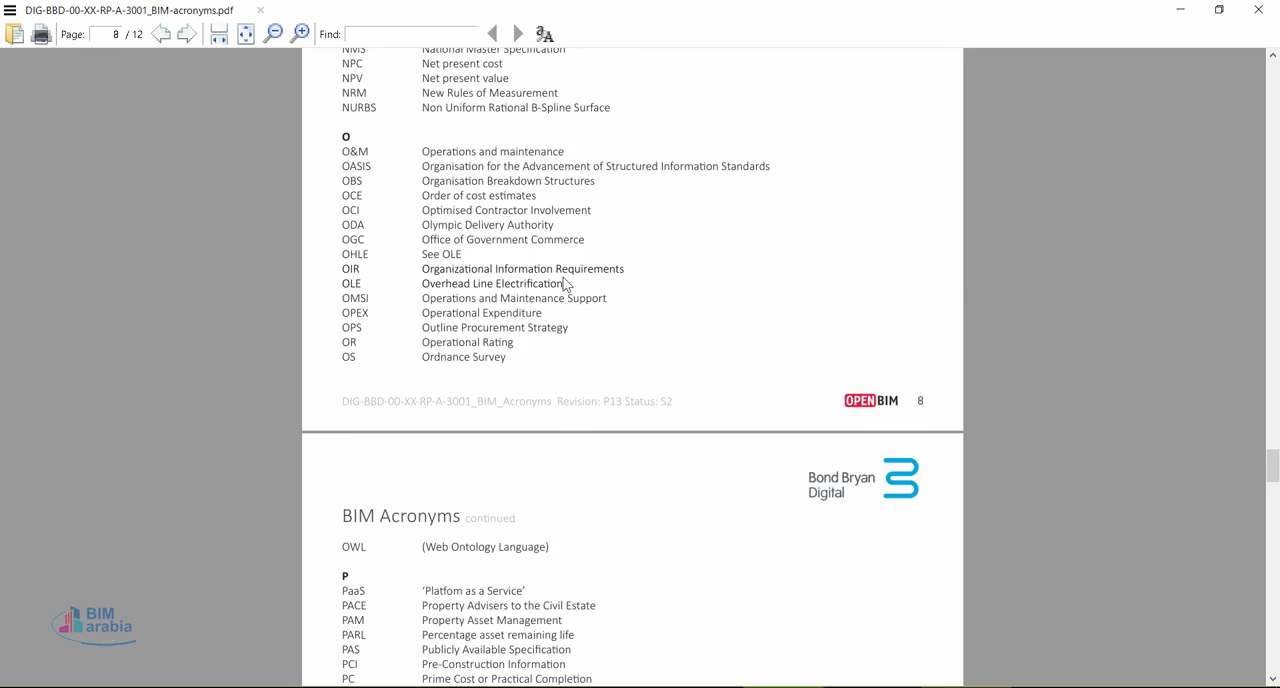 DIG-BBD-00-XX-RP-A-3001_BIM-acronyms.pdf
Page: 8 / 12 Find:
NMS National Master Specification
NPC Net present cost
NPV Net present value
NRM New Rules of Measurement
NURBS Non Uniform Rational B-Spline Surface
O
O&M Operations and maintenance
OASIS Organisation for the Advancement of Structured Information Standards
OBS Organisation Breakdown Structures
OCE Order of cost estimates
OCI Optimised Contractor Involvement
ODA Olympic Delivery Authority
OGC Office of Government Commerce
OHLE See OLE
OIR Organizational Information Requirements
OLE Overhead Line Electrification
OMSI Operations and Maintenance Support
OPEX Operational Expenditure
OPS Outline Procurement Strategy
OR Operational Rating
OS Ordnance Survey
DIG-BBD-00-XX-RP-A-3001_BIM_Acronyms Revision: P13 Status: S2 OPENBIM 8
Bond Bryan
Digital
BIM Acronyms continued
OWL (Web Ontology Language)
P
PaaS ‘Platfom as a Service’
PACE Property Advisers to the Civil Estate
PAM Property Asset Management
PARL Percentage asset remaining life
PAS Publicly Available Specification
PCI Pre-Construction Information
PC Prime Cost or Practical Completion
BIM
arabia